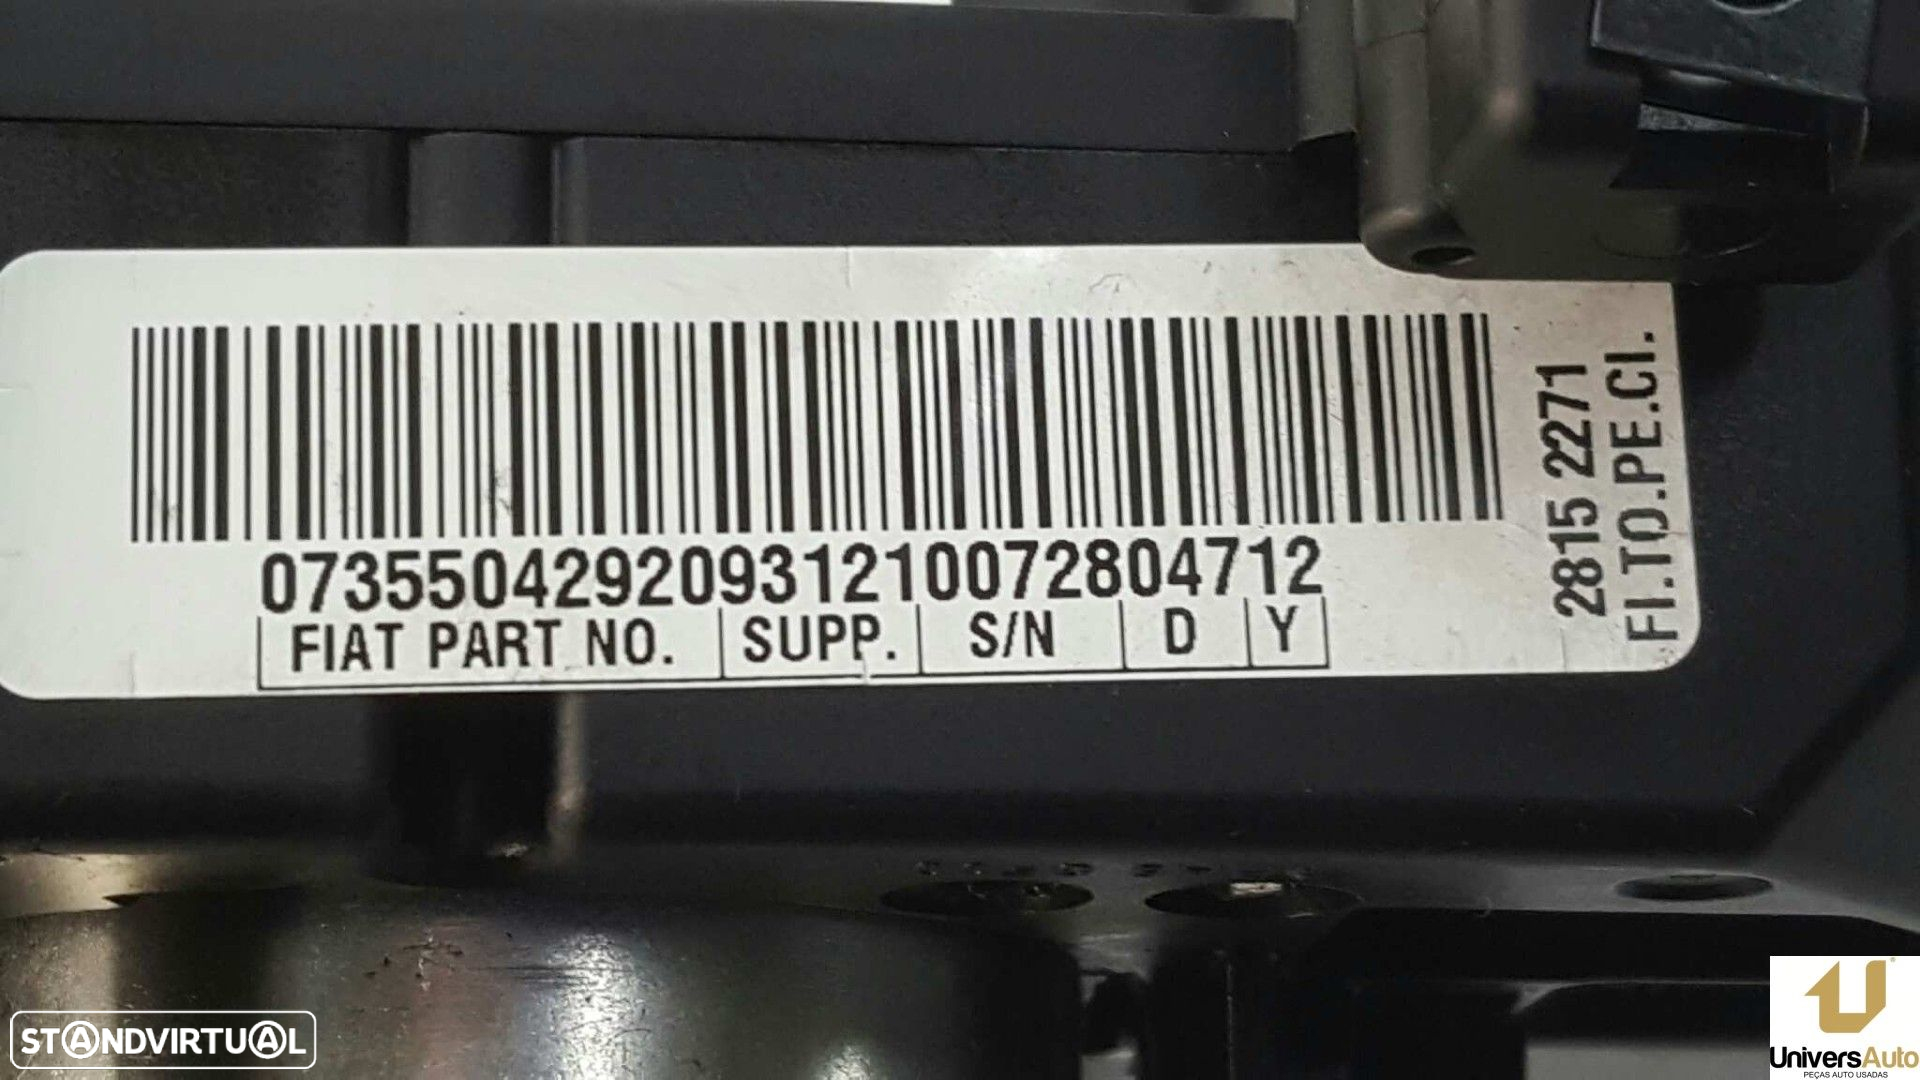 07355042920931210072804712
FIAT PART NO. SUPP. S/N D Y
2815 2271
FI.TO.PE.CI.
STANDVIRTUAL
UniversAuto
PEÇAS AUTO USADAS